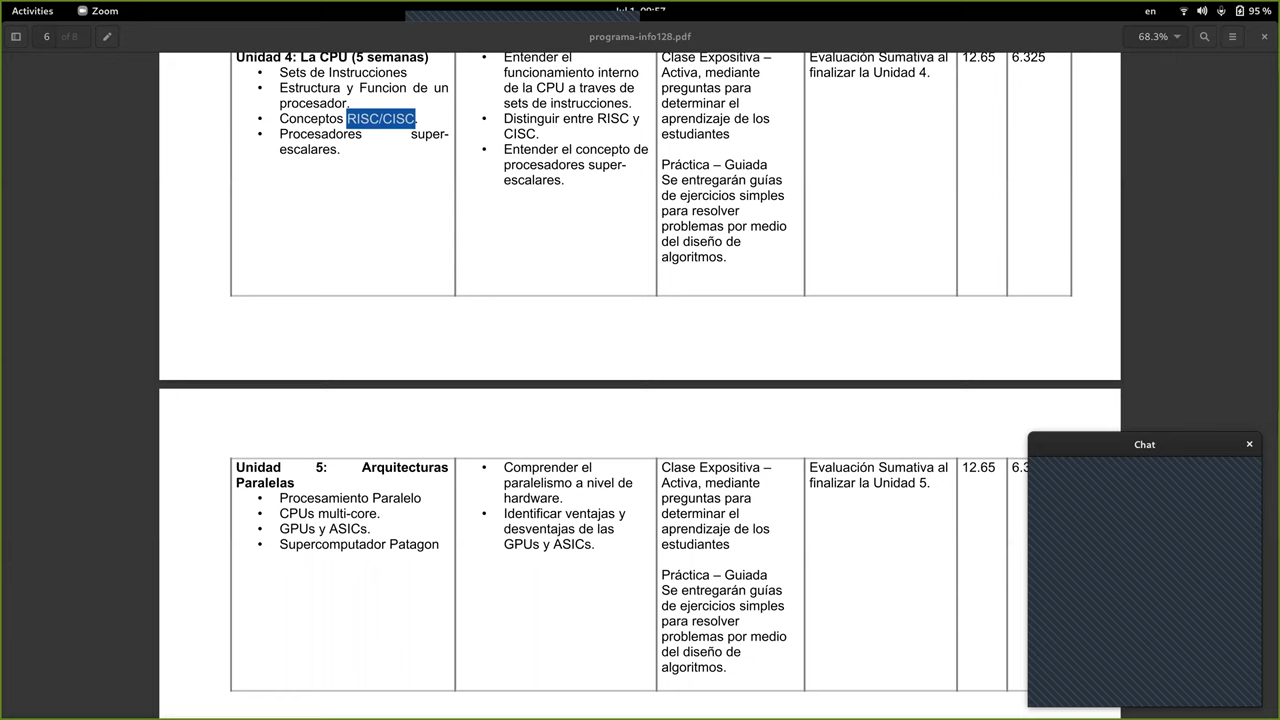 Activities Zoom Jul 1 09:57 en 95 %
6 of 8 programa-info128.pdf 68.3%
Unidad 4: La CPU (5 semanas)
• Sets de Instrucciones
• Estructura y Funcion de un
procesador.
• Conceptos RISC/CISC.
• Procesadores super-
escalares.
• Entender el
funcionamiento interno
de la CPU a traves de
sets de instrucciones.
• Distinguir entre RISC y
CISC.
• Entender el concepto de
procesadores super-
escalares.
Clase Expositiva –
Activa, mediante
preguntas para
determinar el
aprendizaje de los
estudiantes
Práctica – Guiada
Se entregarán guías
de ejercicios simples
para resolver
problemas por medio
del diseño de
algoritmos.
Evaluación Sumativa al
finalizar la Unidad 4.
12.65
6.325
Unidad 5: Arquitecturas
Paralelas
• Procesamiento Paralelo
• CPUs multi-core.
• GPUs y ASICs.
• Supercomputador Patagon
• Comprender el
paralelismo a nivel de
hardware.
• Identificar ventajas y
desventajas de las
GPUs y ASICs.
Clase Expositiva –
Activa, mediante
preguntas para
determinar el
aprendizaje de los
estudiantes
Práctica – Guiada
Se entregarán guías
de ejercicios simples
para resolver
problemas por medio
del diseño de
algoritmos.
Evaluación Sumativa al
finalizar la Unidad 5.
12.65
Chat